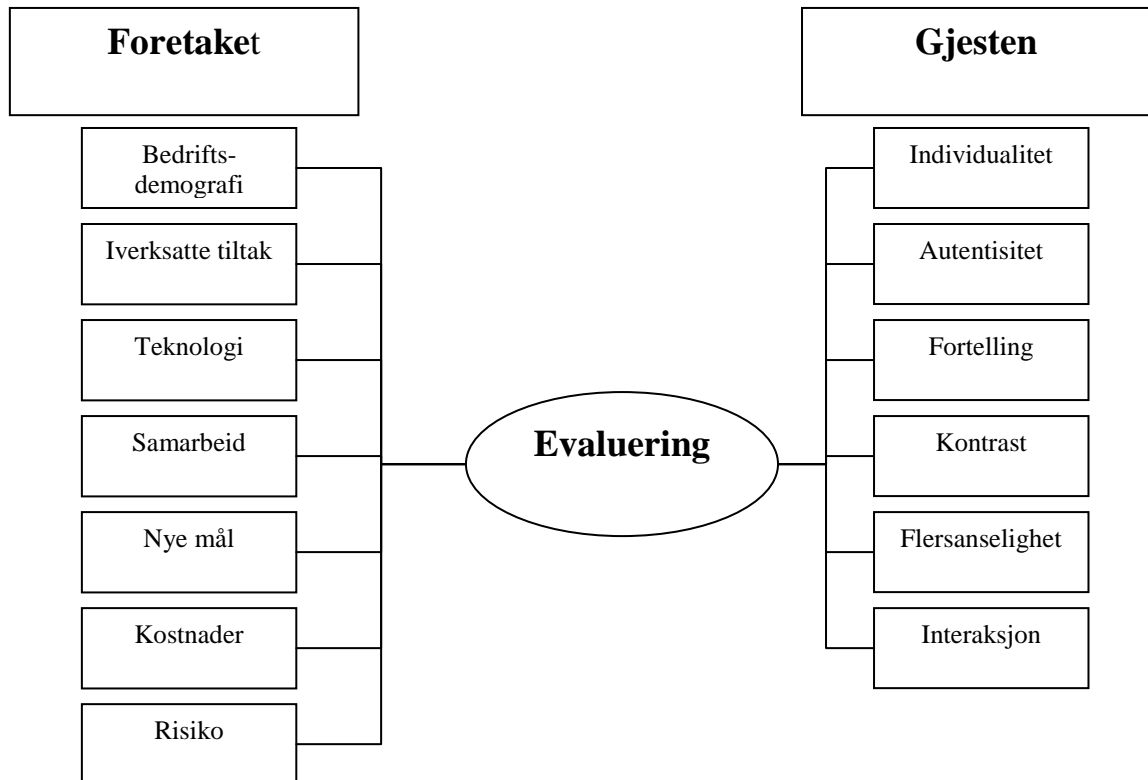 Foretaket
Bedrifts-
demografi
Iverksatte tiltak
Teknologi
Samarbeid
Nye mål
Kostnader
Risiko
Evaluering
Gjesten
Individualitet
Autentisitet
Fortelling
Kontrast
Flersanselighet
Interaksjon